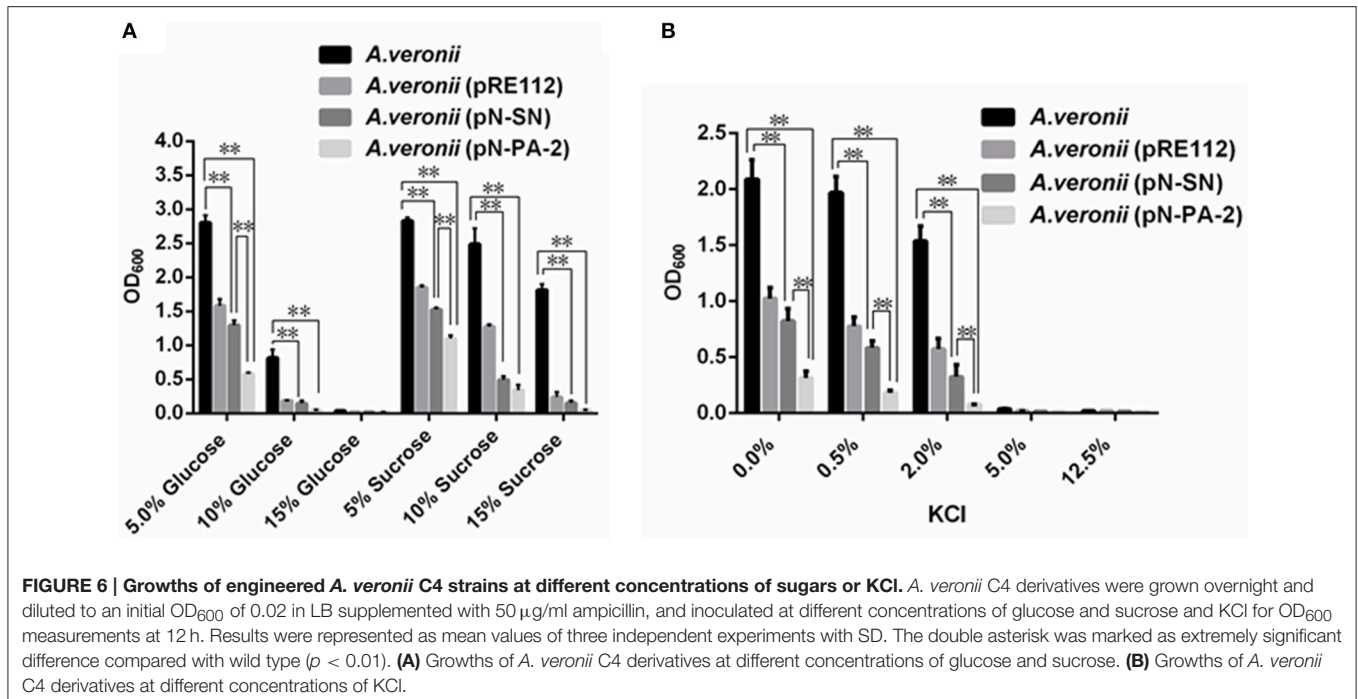 A
A.veronii
A.veronii (pRE112)
A.veronii (pN-SN)
A.veronii (pN-PA-2)
OD600
4.0
3.5
3.0
2.5
2.0
1.5
1.0
0.5
0.0
** ** **
** **
** ** **
** **
** **
5.0% Glucose
10% Glucose
15% Glucose
5% Sucrose
10% Sucrose
15% Sucrose
B
A.veronii
A.veronii (pRE112)
A.veronii (pN-SN)
A.veronii (pN-PA-2)
OD600
2.5
2.0
1.5
1.0
0.5
0.0
** ** **
** ** **
** ** **
0.0%
0.5%
2.0%
5.0%
12.5%
KCl
FIGURE 6 | Growths of engineered A. veronii C4 strains at different concentrations of sugars or KCl. A. veronii C4 derivatives were grown overnight and
diluted to an initial OD600 of 0.02 in LB supplemented with 50 μg/ml ampicillin, and inoculated at different concentrations of glucose and sucrose and KCl for OD600
measurements at 12 h. Results were represented as mean values of three independent experiments with SD. The double asterisk was marked as extremely significant
difference compared with wild type (p < 0.01). (A) Growths of A. veronii C4 derivatives at different concentrations of glucose and sucrose. (B) Growths of A. veronii
C4 derivatives at different concentrations of KCl.